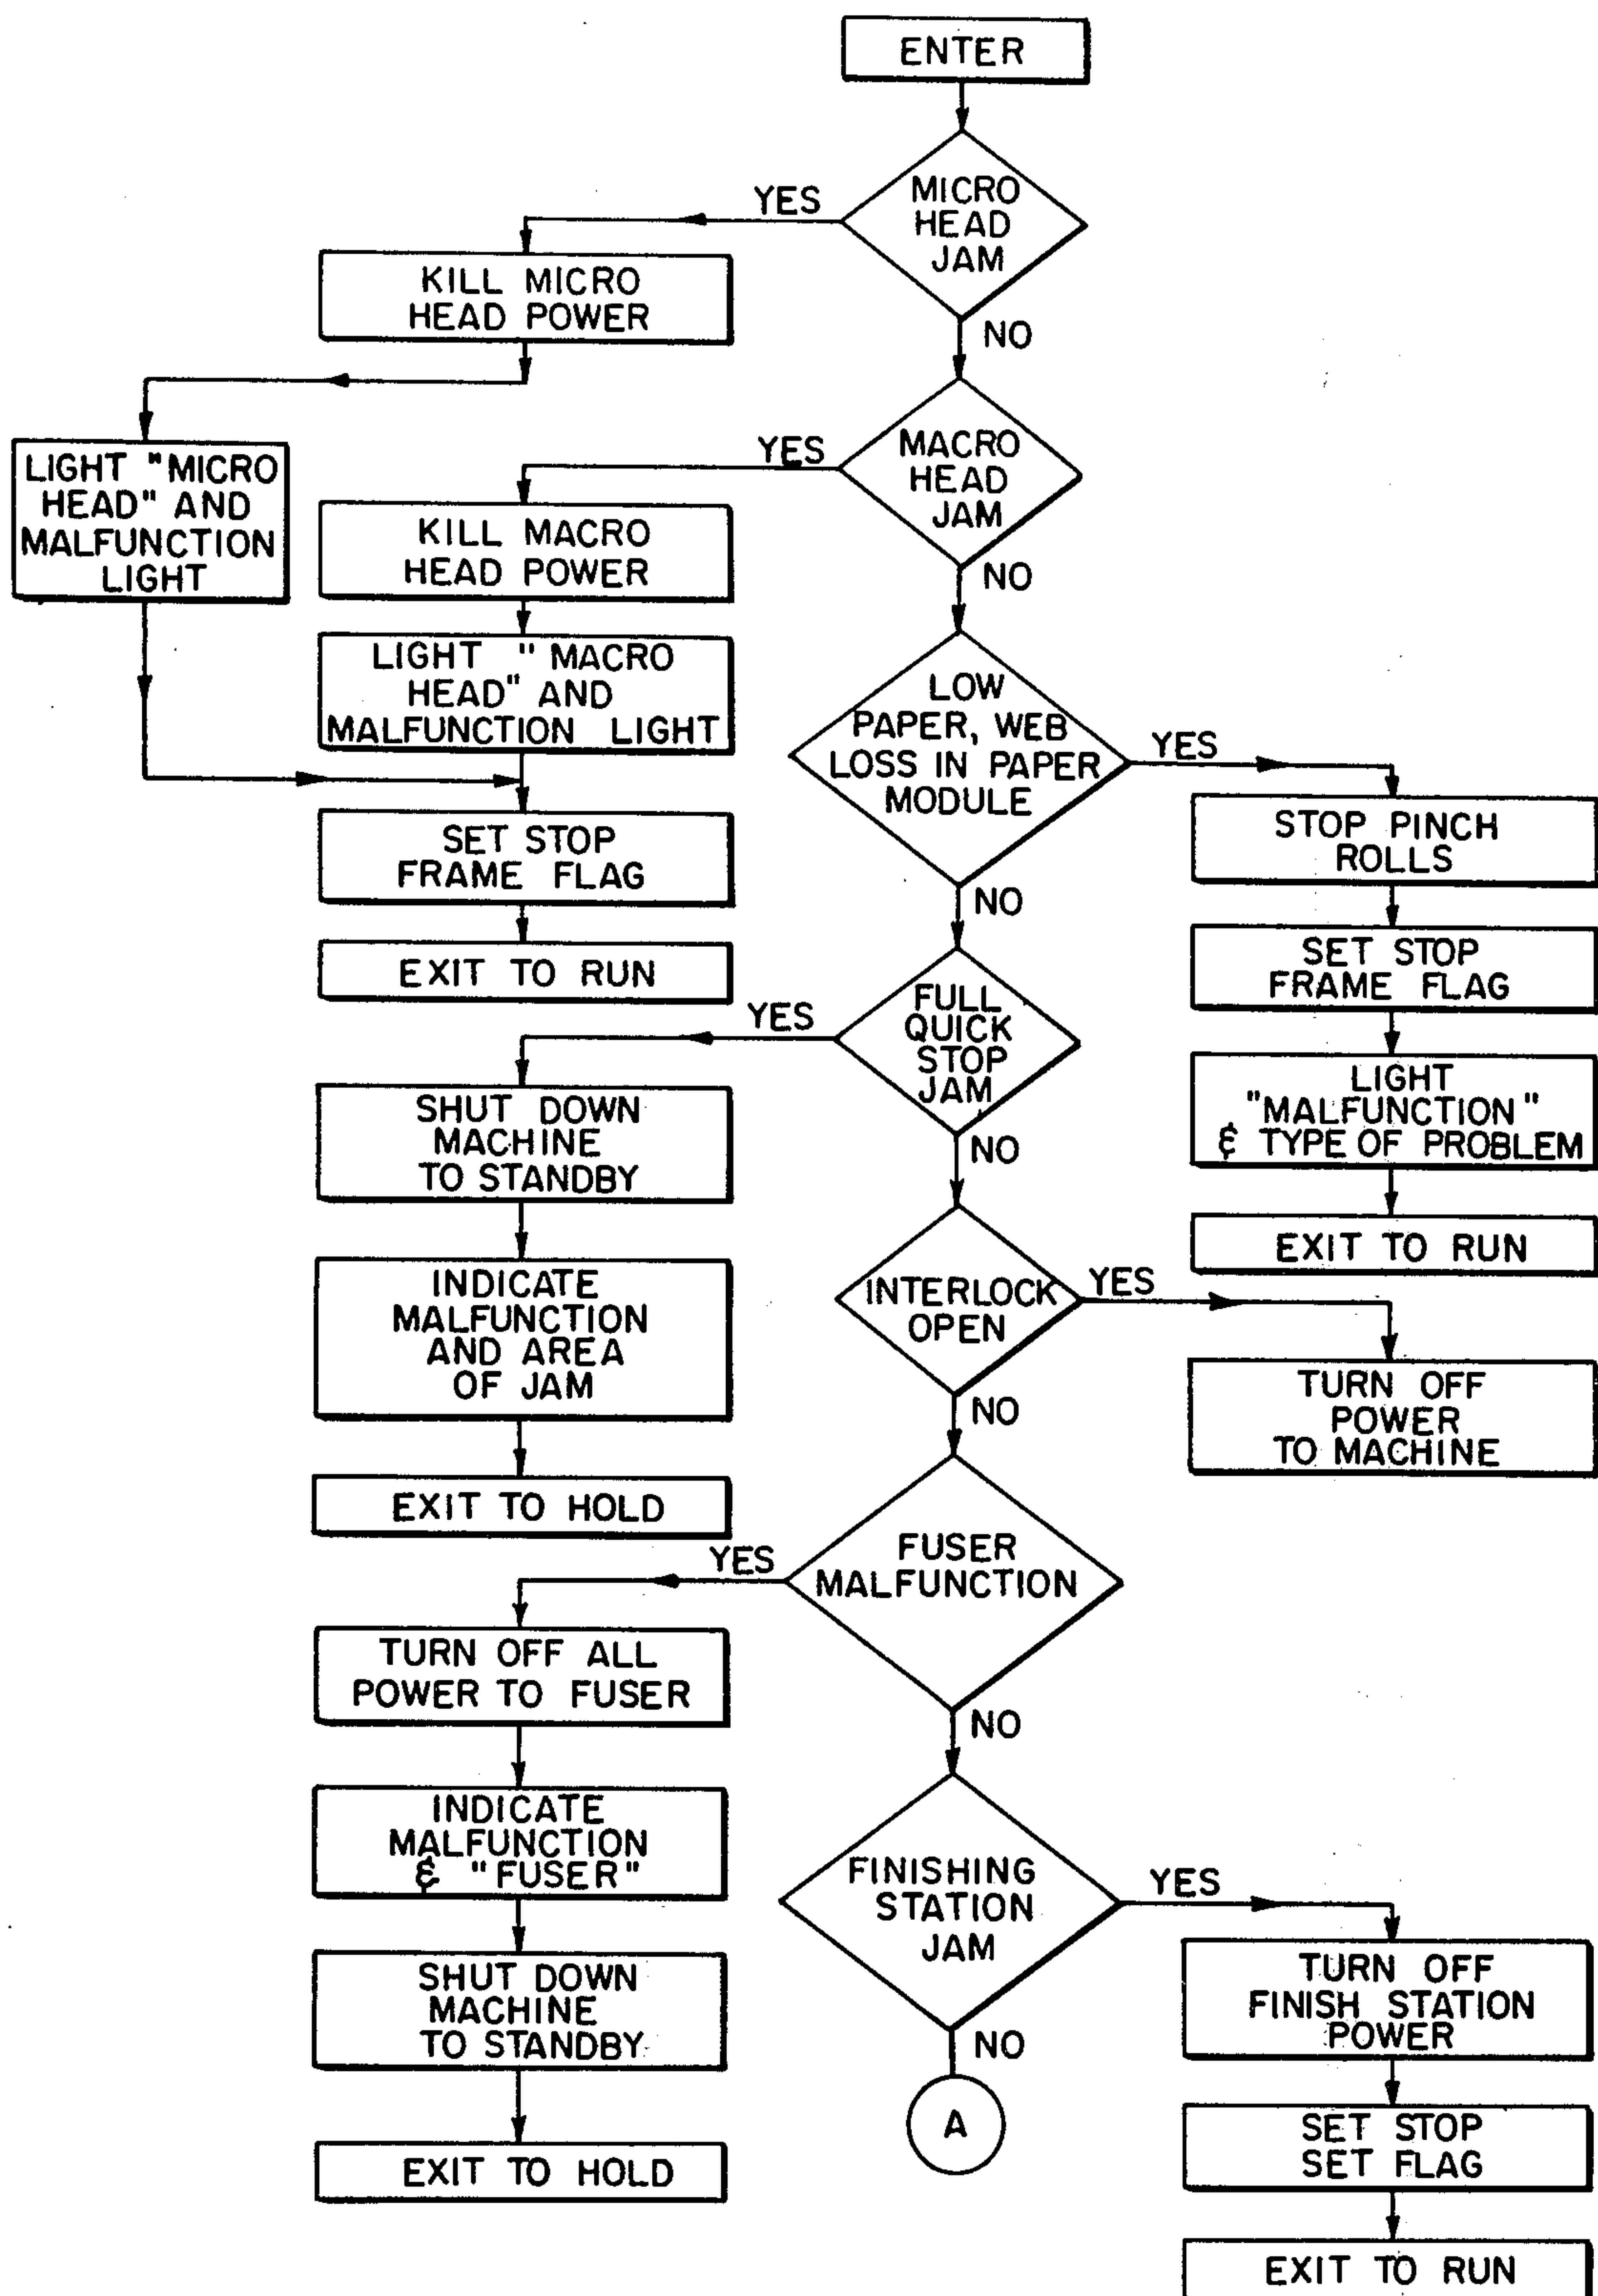 ENTER
MICRO
HEAD
JAM
YES
NO
KILL MICRO
HEAD POWER
LIGHT "MICRO
HEAD" AND
MALFUNCTION
LIGHT
MACRO
HEAD
JAM
YES
NO
KILL MACRO
HEAD POWER
LIGHT "MACRO
HEAD" AND
MALFUNCTION LIGHT
SET STOP
FRAME FLAG
EXIT TO RUN
LOW
PAPER, WEB
LOSS IN PAPER
MODULE
YES
NO
STOP PINCH
ROLLS
SET STOP
FRAME FLAG
LIGHT
"MALFUNCTION"
& TYPE OF PROBLEM
EXIT TO RUN
FULL
QUICK
STOP
JAM
YES
NO
SHUT DOWN
MACHINE
TO STANDBY
INDICATE
MALFUNCTION
AND AREA
OF JAM
EXIT TO HOLD
INTERLOCK
OPEN
YES
NO
TURN OFF
POWER
TO MACHINE
FUSER
MALFUNCTION
YES
NO
TURN OFF ALL
POWER TO FUSER
INDICATE
MALFUNCTION
& "FUSER"
SHUT DOWN
MACHINE
TO STANDBY
EXIT TO HOLD
FINISHING
STATION
JAM
YES
NO
A
TURN OFF
FINISH STATION
POWER
SET STOP
SET FLAG
EXIT TO RUN